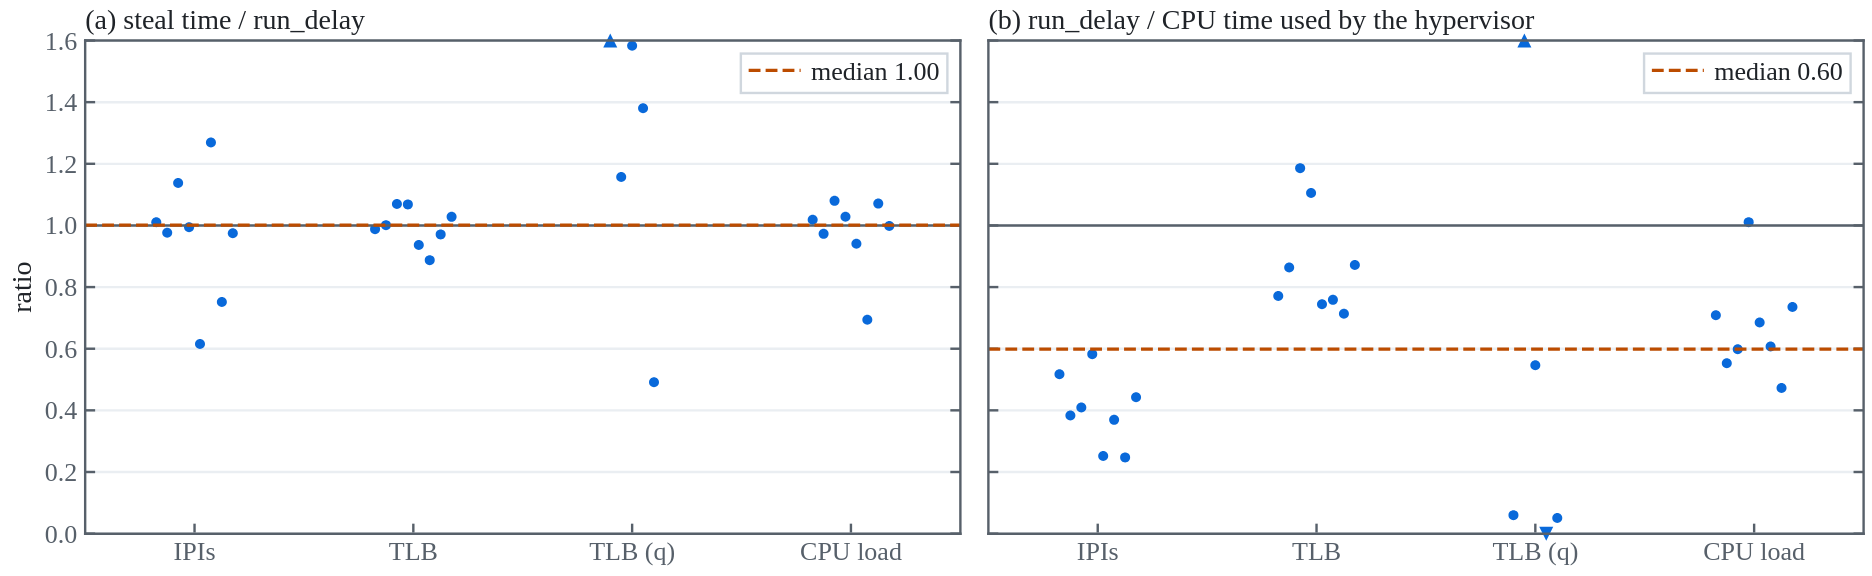 (a) steal time / run_delay
(b) run_delay / CPU time used by the hypervisor
1.6
1.4
1.2
1.0
0.8
0.6
0.4
0.2
0.0
ratio
median 1.00
median 0.60
IPIs
TLB
TLB (q)
CPU load
IPIs
TLB
TLB (q)
CPU load